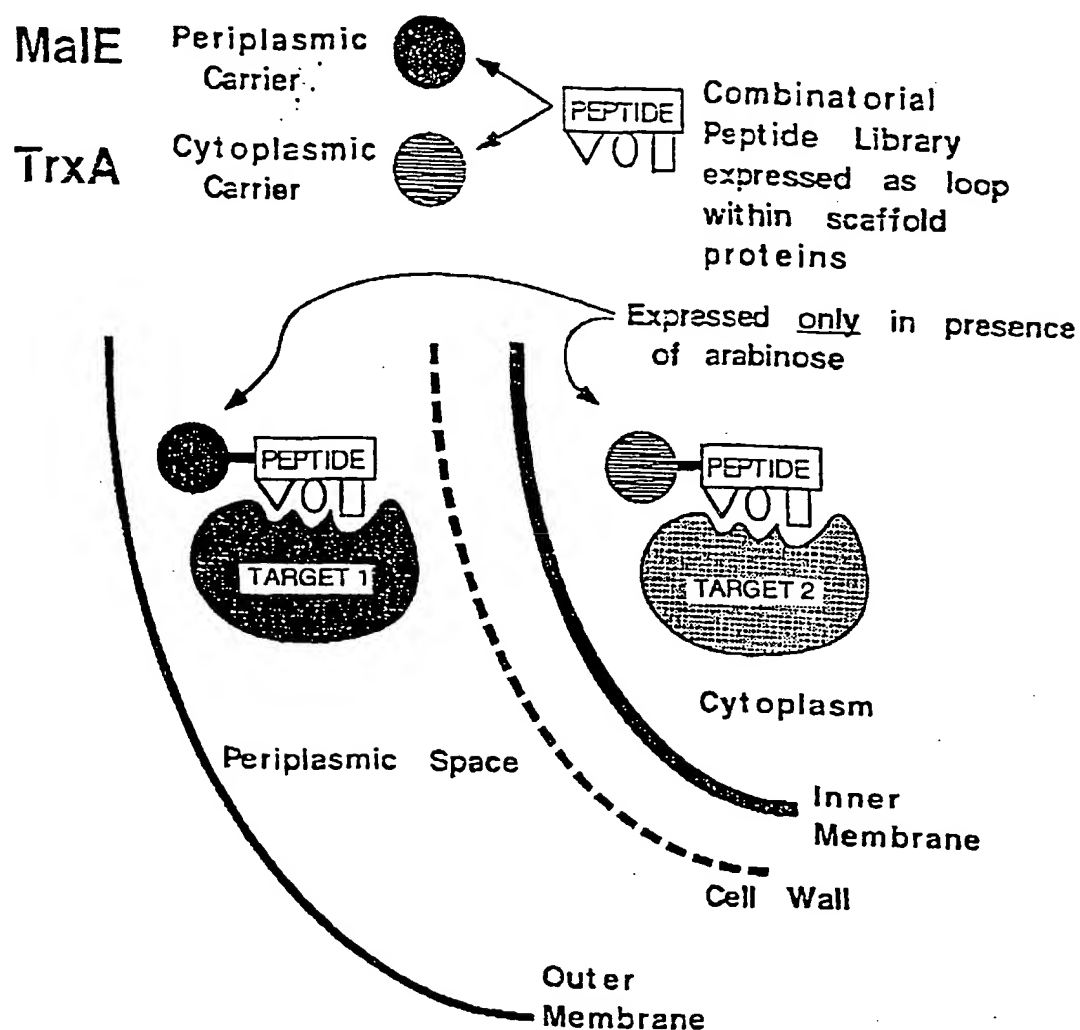 MalE
Periplasmic
Carrier
TrxA
Cytoplasmic
Carrier
PEPTIDE
Combinatorial
Peptide Library
expressed as loop
within scaffold
proteins
Expressed only in presence
of arabinose
PEPTIDE
TARGET 1
PEPTIDE
TARGET 2
Cytoplasm
Periplasmic Space
Inner
Membrane
Cell Wall
Outer
Membrane